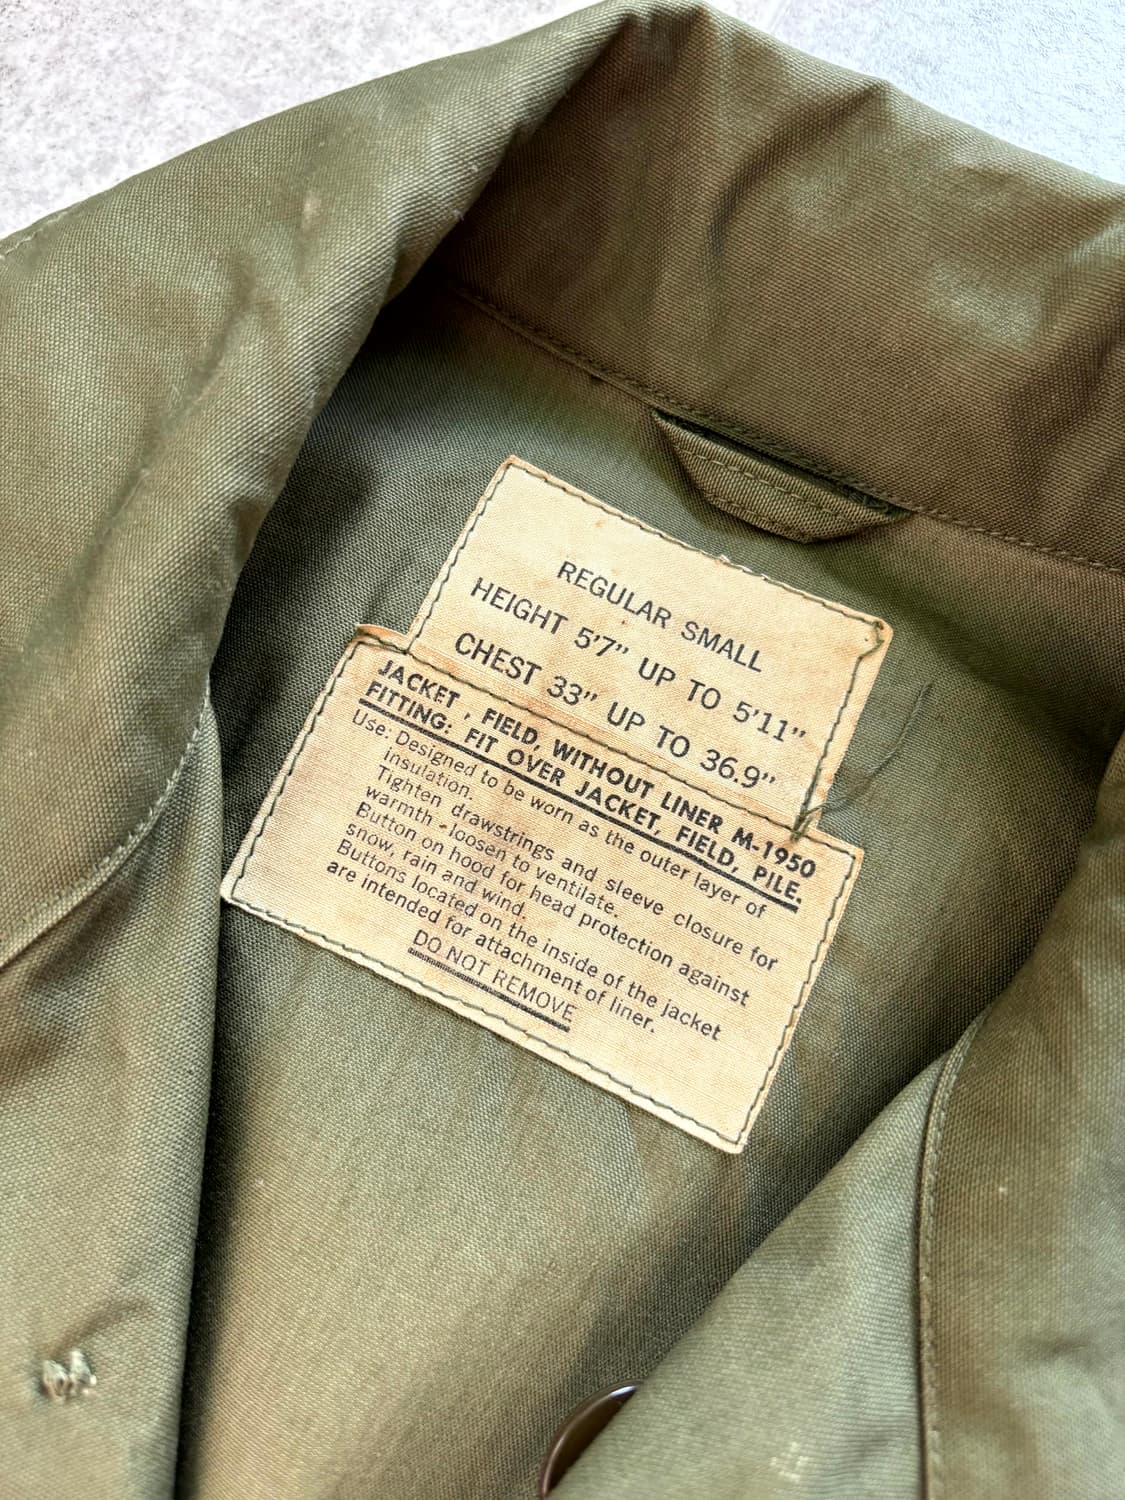 REGULAR SMALL
HEIGHT 5'7" UP TO 5'11"
CHEST 33" UP TO 36.9"
JACKET , FIELD, WITHOUT LINER M-1950
FITTING: FIT OVER JACKET, FIELD, PILE.
Use: Designed to be worn as the outer layer of
insulation.
Tighten drawstrings and sleeve closure for
warmth - loosen to ventilate.
Button on hood for head protection against
snow, rain and wind.
Buttons located on the inside of the jacket
are intended for attachment of liner.
DO NOT REMOVE